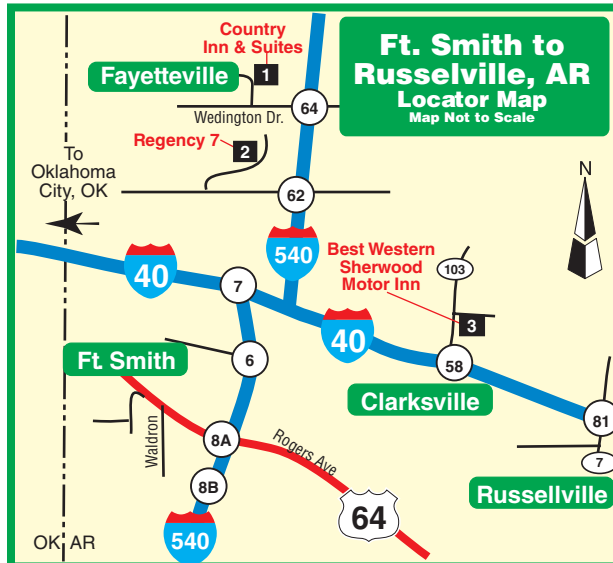 Ft. Smith to
Russelville, AR
Locator Map
Map Not to Scale
Country
Inn & Suites
1
Fayetteville
64
Wedington Dr.
Regency 7
2
To
Oklahoma
City, OK
62
N
540
Best Western
Sherwood
Motor Inn
103
40
7
3
40
6
58
Ft. Smith
Clarksville
81
Waldron
8A
Rogers Ave
7
8B
Russellville
64
540
OK
AR